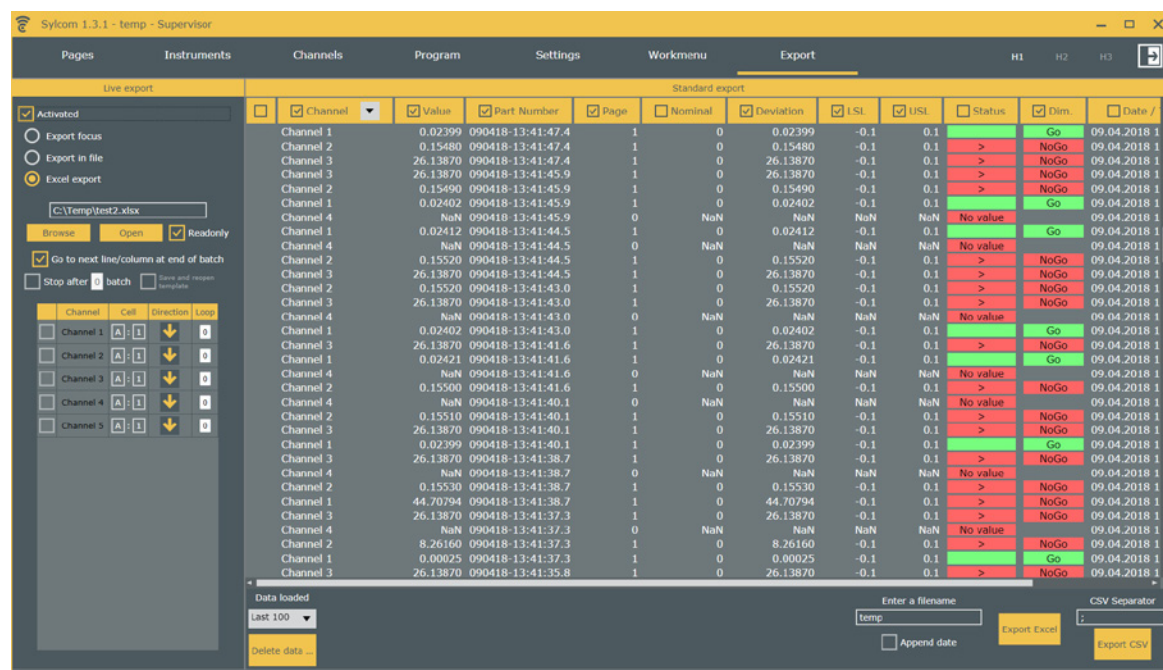 Sylcom 1.3.1 - temp - Supervisor
Pages Instruments Channels Program Settings Workmenu Export H1 H2 H3
Live export
Activated
Export focus
Export in file
Excel export
C:\Temp\test2.xlsx
Browse Open Readonly
Go to next line/column at end of batch
Stop after 0 batch Save and reopen template
Channel Cell Direction Loop
Channel 1 A : 1 0
Channel 2 A : 1 0
Channel 3 A : 1 0
Channel 4 A : 1 0
Channel 5 A : 1 0
Standard export
Channel Value Part Number Page Nominal Deviation LSL USL Status Dim. Date /
Channel 1 0.02399 090418-13:41:47.4 1 0 0.02399 -0.1 0.1 Go 09.04.2018 1
Channel 2 0.15480 090418-13:41:47.4 1 0 0.15480 -0.1 0.1 > NoGo 09.04.2018 1
Channel 3 26.13870 090418-13:41:47.4 1 0 26.13870 -0.1 0.1 > NoGo 09.04.2018 1
Channel 3 26.13870 090418-13:41:45.9 1 0 26.13870 -0.1 0.1 > NoGo 09.04.2018 1
Channel 2 0.15490 090418-13:41:45.9 1 0 0.15490 -0.1 0.1 > NoGo 09.04.2018 1
Channel 1 0.02402 090418-13:41:45.9 1 0 0.02402 -0.1 0.1 Go 09.04.2018 1
Channel 4 NaN 090418-13:41:45.9 0 NaN NaN NaN NaN No value 09.04.2018 1
Channel 1 0.02412 090418-13:41:44.5 1 0 0.02412 -0.1 0.1 Go 09.04.2018 1
Channel 4 NaN 090418-13:41:44.5 0 NaN NaN NaN NaN No value 09.04.2018 1
Channel 2 0.15520 090418-13:41:44.5 1 0 0.15520 -0.1 0.1 > NoGo 09.04.2018 1
Channel 3 26.13870 090418-13:41:44.5 1 0 26.13870 -0.1 0.1 > NoGo 09.04.2018 1
Channel 2 0.15520 090418-13:41:43.0 1 0 0.15520 -0.1 0.1 > NoGo 09.04.2018 1
Channel 3 26.13870 090418-13:41:43.0 1 0 26.13870 -0.1 0.1 > NoGo 09.04.2018 1
Channel 4 NaN 090418-13:41:43.0 0 NaN NaN NaN NaN No value 09.04.2018 1
Channel 1 0.02402 090418-13:41:43.0 1 0 0.02402 -0.1 0.1 Go 09.04.2018 1
Channel 3 26.13870 090418-13:41:41.6 1 0 26.13870 -0.1 0.1 > NoGo 09.04.2018 1
Channel 1 0.02421 090418-13:41:41.6 1 0 0.02421 -0.1 0.1 Go 09.04.2018 1
Channel 4 NaN 090418-13:41:41.6 0 NaN NaN NaN NaN No value 09.04.2018 1
Channel 2 0.15500 090418-13:41:41.6 1 0 0.15500 -0.1 0.1 > NoGo 09.04.2018 1
Channel 4 NaN 090418-13:41:40.1 0 NaN NaN NaN NaN No value 09.04.2018 1
Channel 2 0.15510 090418-13:41:40.1 1 0 0.15510 -0.1 0.1 > NoGo 09.04.2018 1
Channel 3 26.13870 090418-13:41:40.1 1 0 26.13870 -0.1 0.1 > NoGo 09.04.2018 1
Channel 1 0.02399 090418-13:41:40.1 1 0 0.02399 -0.1 0.1 Go 09.04.2018 1
Channel 3 26.13870 090418-13:41:38.7 1 0 26.13870 -0.1 0.1 > NoGo 09.04.2018 1
Channel 4 NaN 090418-13:41:38.7 0 NaN NaN NaN NaN No value 09.04.2018 1
Channel 2 0.15530 090418-13:41:38.7 1 0 0.15530 -0.1 0.1 > NoGo 09.04.2018 1
Channel 1 44.70794 090418-13:41:38.7 1 0 44.70794 -0.1 0.1 > NoGo 09.04.2018 1
Channel 3 26.13870 090418-13:41:37.3 1 0 26.13870 -0.1 0.1 > NoGo 09.04.2018 1
Channel 4 NaN 090418-13:41:37.3 0 NaN NaN NaN NaN No value 09.04.2018 1
Channel 2 8.26160 090418-13:41:37.3 1 0 8.26160 -0.1 0.1 > NoGo 09.04.2018 1
Channel 1 0.00025 090418-13:41:37.3 1 0 0.00025 -0.1 0.1 Go 09.04.2018 1
Channel 3 26.13870 090418-13:41:35.8 1 0 26.13870 -0.1 0.1 > NoGo 09.04.2018 1
Data loaded
Last 100
Delete data ...
Enter a filename
temp
Append date
Export Excel
CSV Separator
;
Export CSV